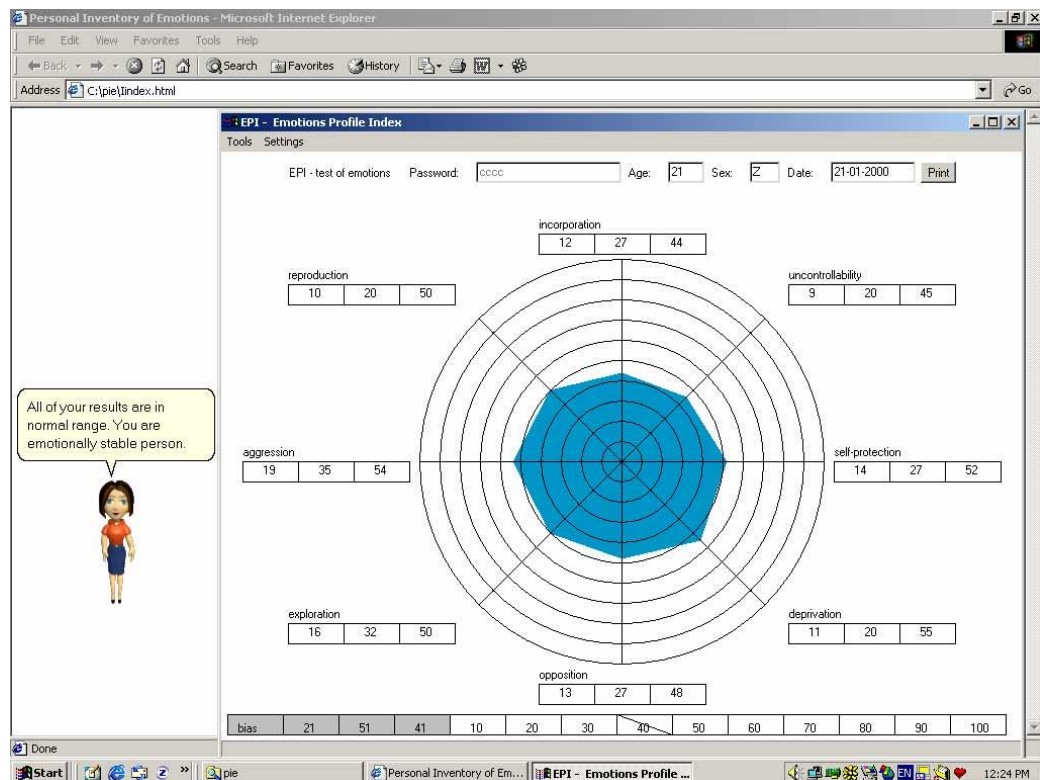 Personal Inventory of Emotions - Microsoft Internet Explorer
File Edit View Favorites Tools Help
Back Search Favorites History
Address C:\pie\Iindex.html Go
EPI - Emotions Profile Index
Tools Settings
EPI - test of emotions Password: cccc Age: 21 Sex: Z Date: 21-01-2000 Print
incorporation
12 27 44
reproduction
10 20 50
uncontrollability
9 20 45
All of your results are in
normal range. You are
emotionally stable person.
aggression
19 35 54
self-protection
14 27 52
exploration
16 32 50
deprivation
11 20 55
opposition
13 27 48
bias 21 51 41 10 20 30 40 50 60 70 80 90 100
Done
Start » pie Personal Inventory of Em... EPI - Emotions Profile ... EN 12:24 PM